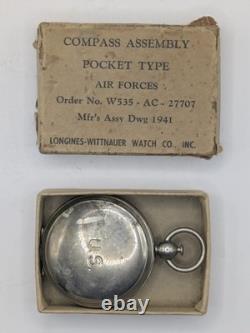 COMPASS ASSEMBLY
POCKET TYPE
AIR FORCES
Order No. W535 - AC - 27707
Mfr's Assy Dwg 1941
LONGINES-WITTNAUER WATCH CO., INC.
U.S.